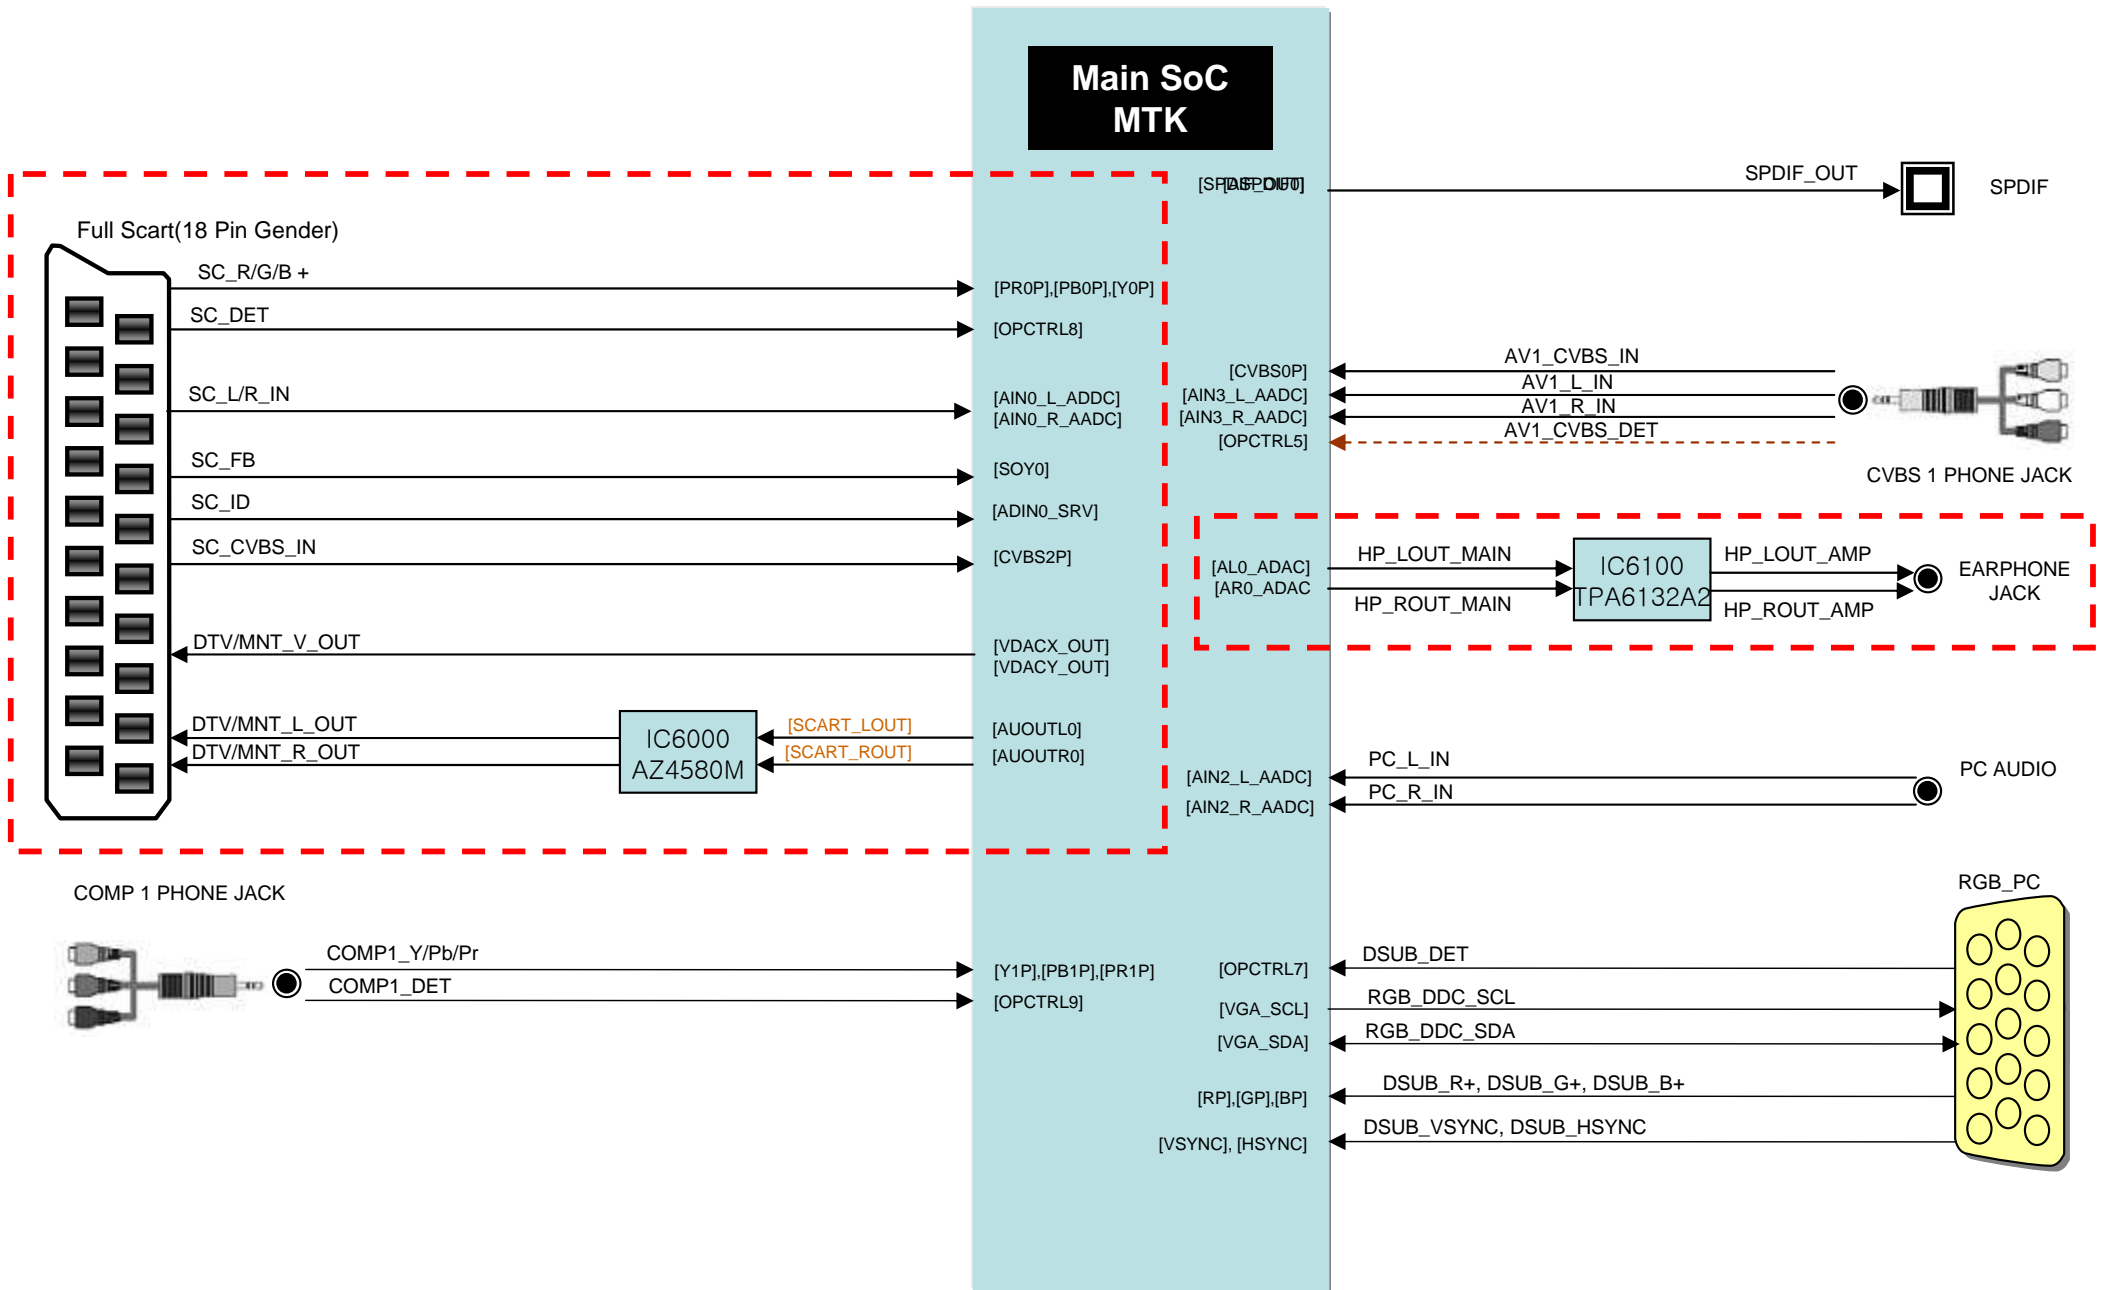 Main SoC
MTK
Full Scart(18 Pin Gender)
SC_R/G/B +
[PR0P],[PB0P],[Y0P]
SC_DET
[OPCTRL8]
SC_L/R_IN
[AIN0_L_ADDC]
[AIN0_R_AADC]
SC_FB
[SOY0]
SC_ID
[ADIN0_SRV]
SC_CVBS_IN
[CVBS2P]
DTV/MNT_V_OUT
[VDACX_OUT]
[VDACY_OUT]
DTV/MNT_L_OUT
DTV/MNT_R_OUT
IC6000
AZ4580M
[SCART_LOUT]
[SCART_ROUT]
[AUOUTL0]
[AUOUTR0]
COMP 1 PHONE JACK
COMP1_Y/Pb/Pr
[Y1P],[PB1P],[PR1P]
COMP1_DET
[OPCTRL9]
SPDIF_OUT
SPDIF
[CVBS0P]
AV1_CVBS_IN
[AIN3_L_AADC]
AV1_L_IN
[AIN3_R_AADC]
AV1_R_IN
[OPCTRL5]
AV1_CVBS_DET
CVBS 1 PHONE JACK
[AL0_ADAC]
[AR0_ADAC
HP_LOUT_MAIN
HP_ROUT_MAIN
IC6100
TPA6132A2
HP_LOUT_AMP
HP_ROUT_AMP
EARPHONE
JACK
[AIN2_L_AADC]
PC_L_IN
[AIN2_R_AADC]
PC_R_IN
PC AUDIO
RGB_PC
[OPCTRL7]
DSUB_DET
[VGA_SCL]
RGB_DDC_SCL
[VGA_SDA]
RGB_DDC_SDA
[RP],[GP],[BP]
DSUB_R+, DSUB_G+, DSUB_B+
[VSYNC], [HSYNC]
DSUB_VSYNC, DSUB_HSYNC